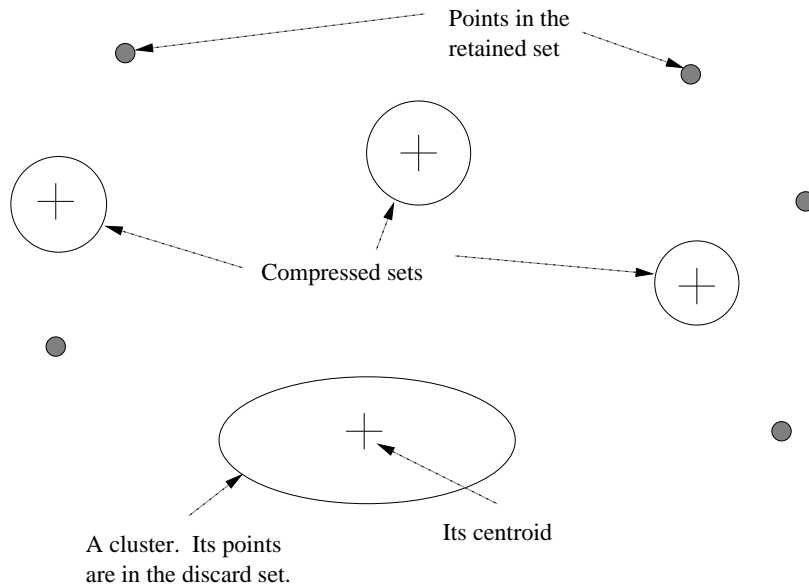 Points in the
retained set
Compressed sets
Its centroid
A cluster.  Its points
are in the discard set.